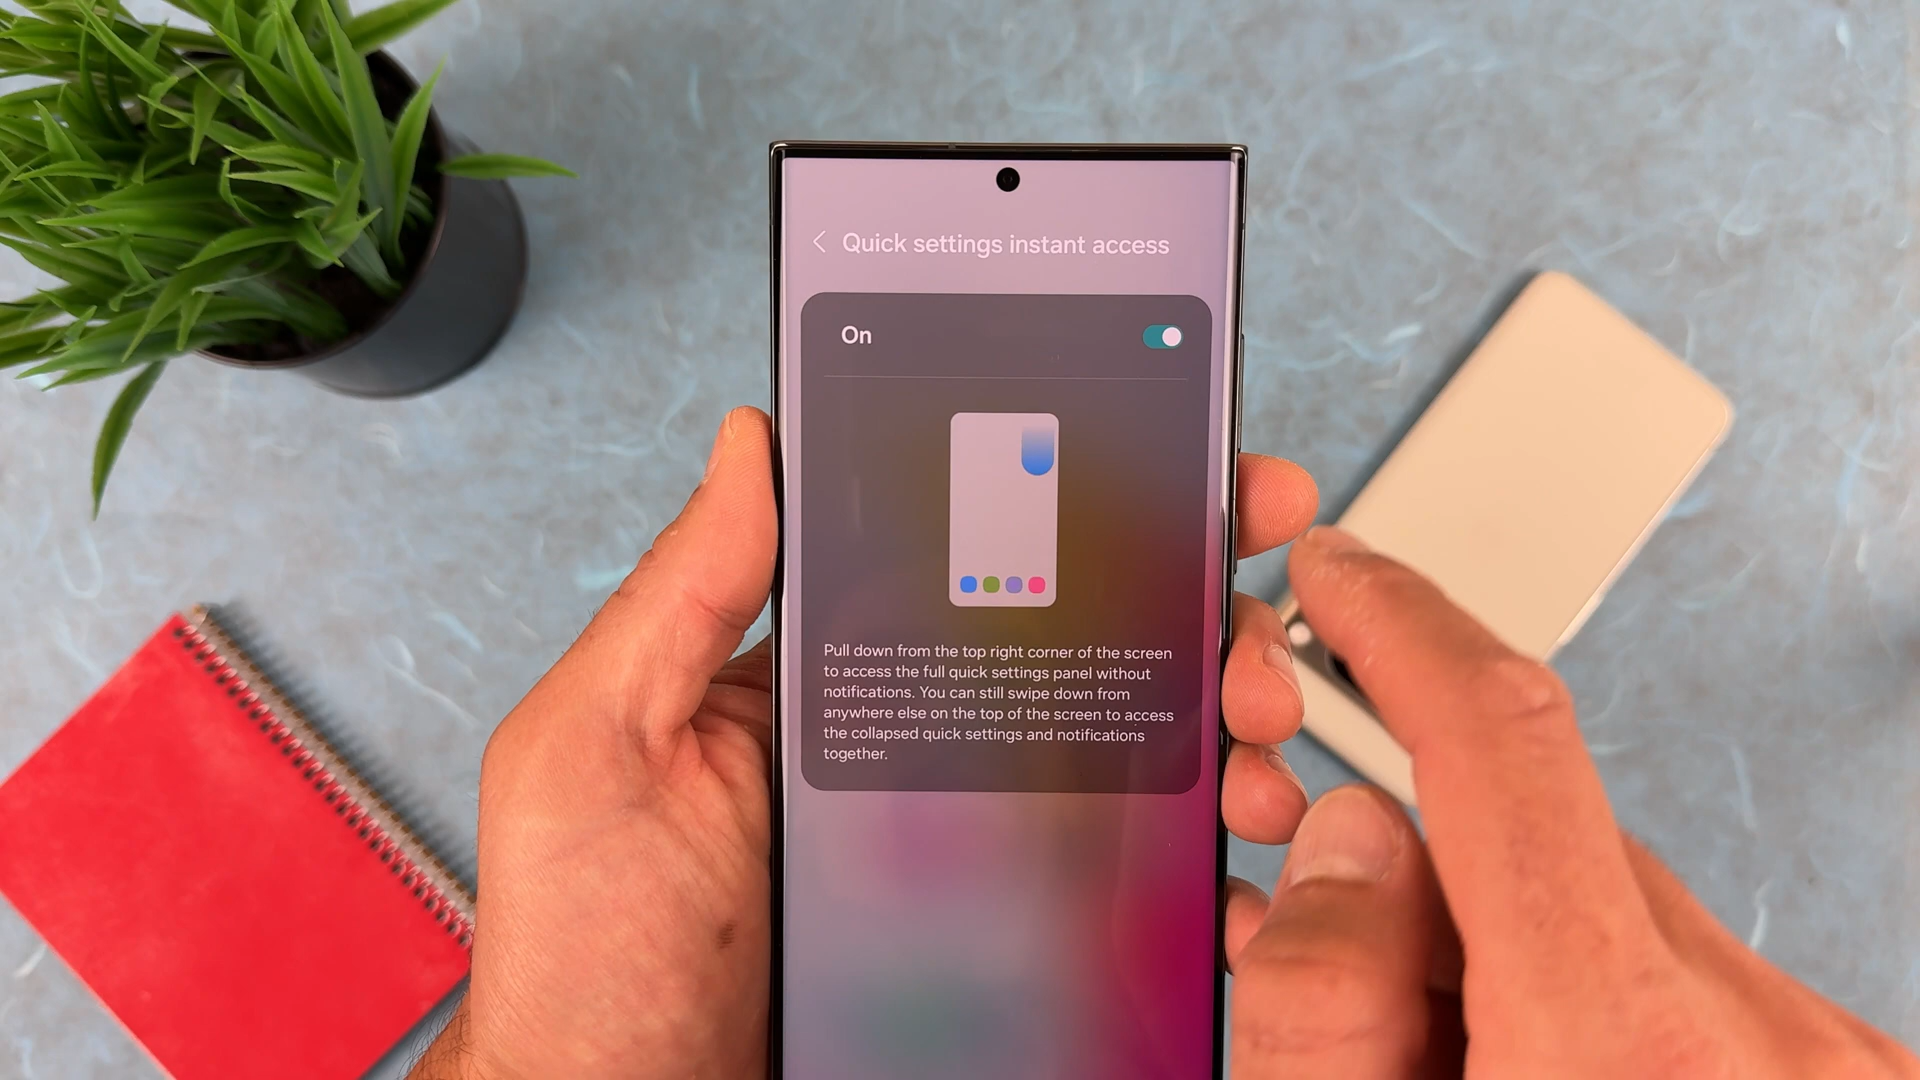 Quick settings instant access
On
Pull down from the top right corner of the screen
to access the full quick settings panel without
notifications. You can still swipe down from
anywhere else on the top of the screen to access
the collapsed quick settings and notifications
together.